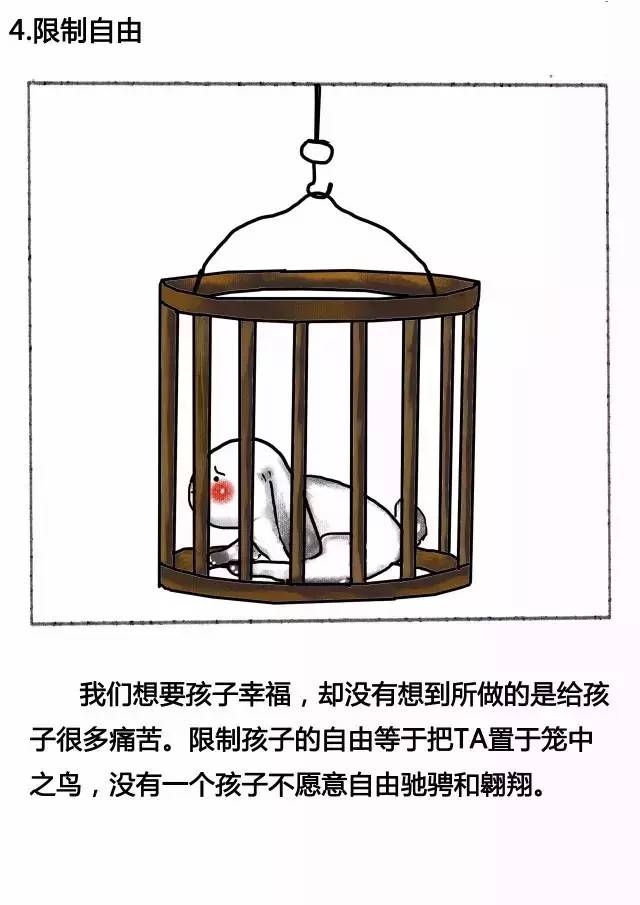 4.限制自由
我们想要孩子幸福，却没有想到所做的是给孩
子很多痛苦。限制孩子的自由等于把TA置于笼中
之鸟，没有一个孩子不愿意自由驰骋和翱翔。